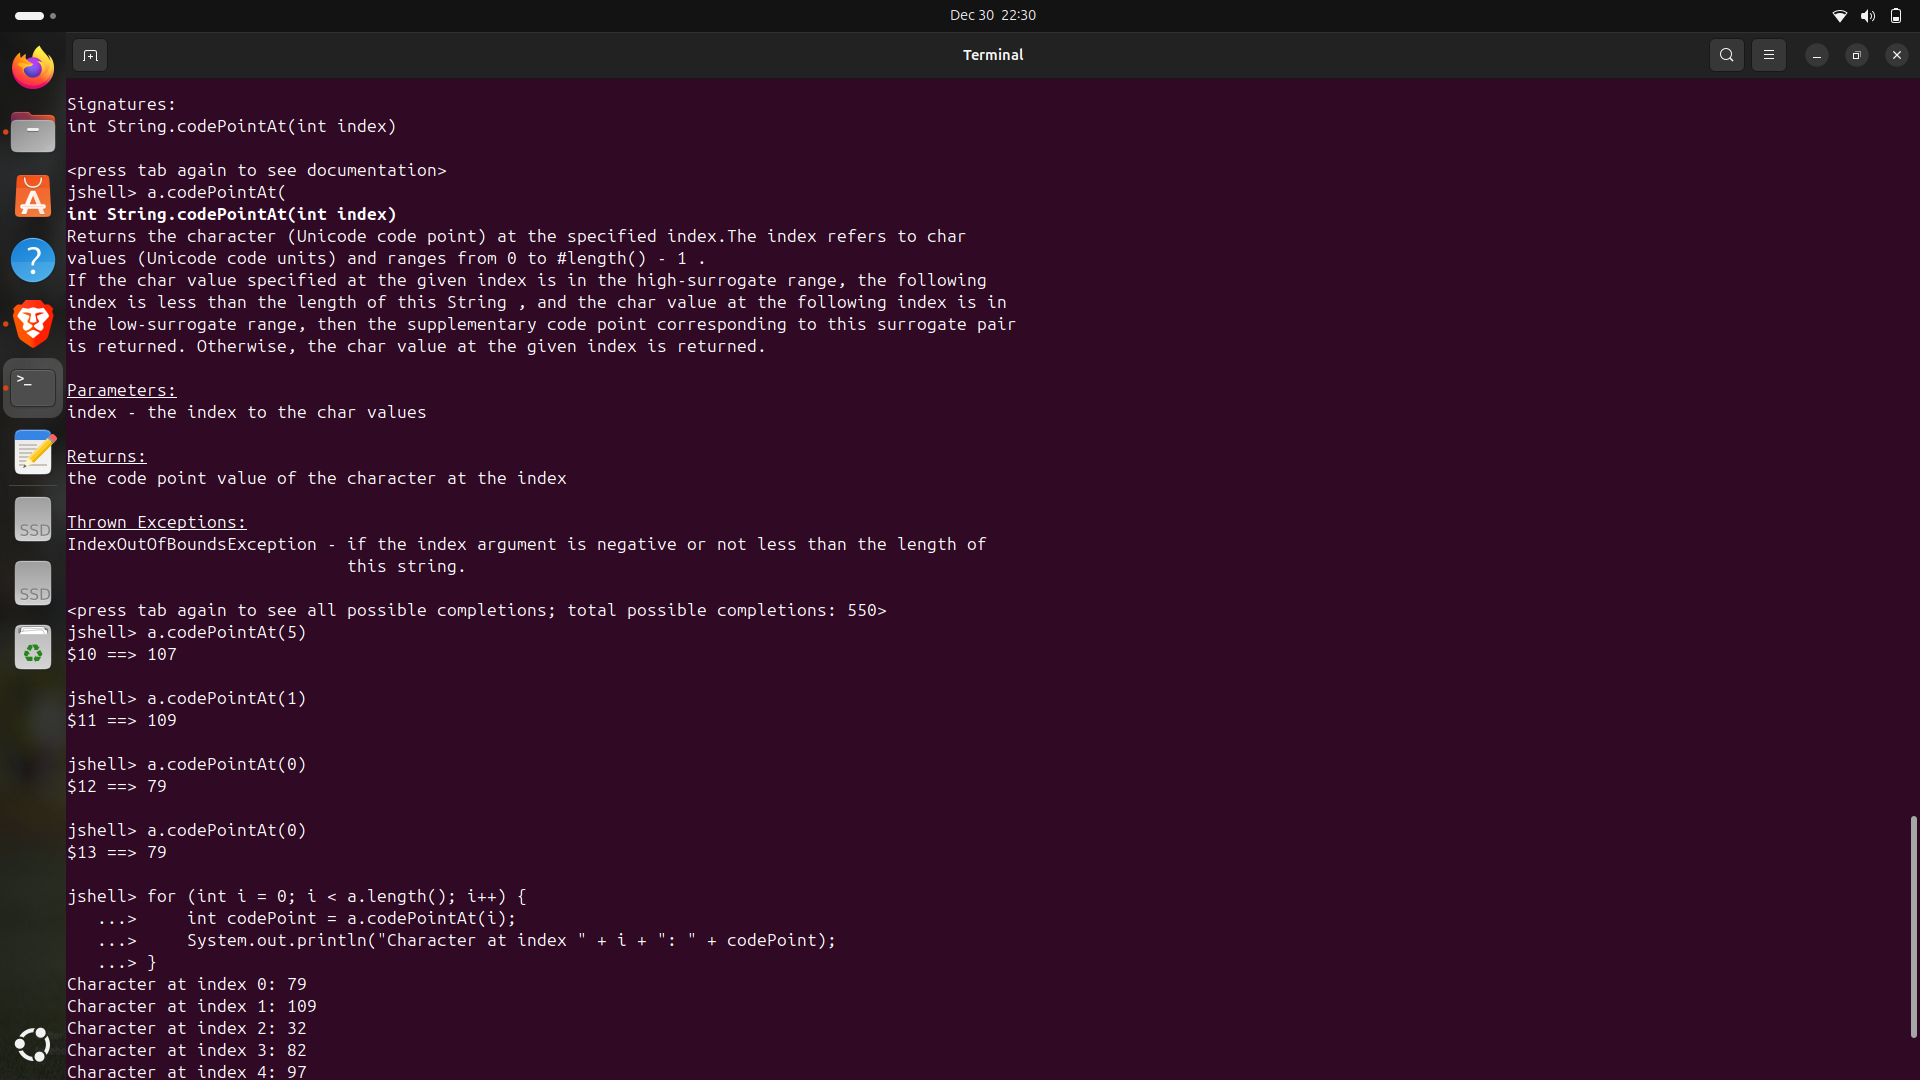 Dec 30 22:30
Terminal
Signatures:
int String.codePointAt(int index)
<press tab again to see documentation>
jshell> a.codePointAt(
int String.codePointAt(int index)
Returns the character (Unicode code point) at the specified index.The index refers to char
values (Unicode code units) and ranges from 0 to #length() - 1 .
If the char value specified at the given index is in the high-surrogate range, the following
index is less than the length of this String , and the char value at the following index is in
the low-surrogate range, then the supplementary code point corresponding to this surrogate pair
is returned. Otherwise, the char value at the given index is returned.
Parameters:
index - the index to the char values
Returns:
the code point value of the character at the index
Thrown Exceptions:
IndexOutOfBoundsException - if the index argument is negative or not less than the length of
this string.
<press tab again to see all possible completions; total possible completions: 550>
jshell> a.codePointAt(5)
$10 ==> 107
jshell> a.codePointAt(1)
$11 ==> 109
jshell> a.codePointAt(0)
$12 ==> 79
jshell> a.codePointAt(0)
$13 ==> 79
jshell> for (int i = 0; i < a.length(); i++) {
...>     int codePoint = a.codePointAt(i);
...>     System.out.println("Character at index " + i + ": " + codePoint);
...> }
Character at index 0: 79
Character at index 1: 109
Character at index 2: 32
Character at index 3: 82
Character at index 4: 97
SSD
SSD